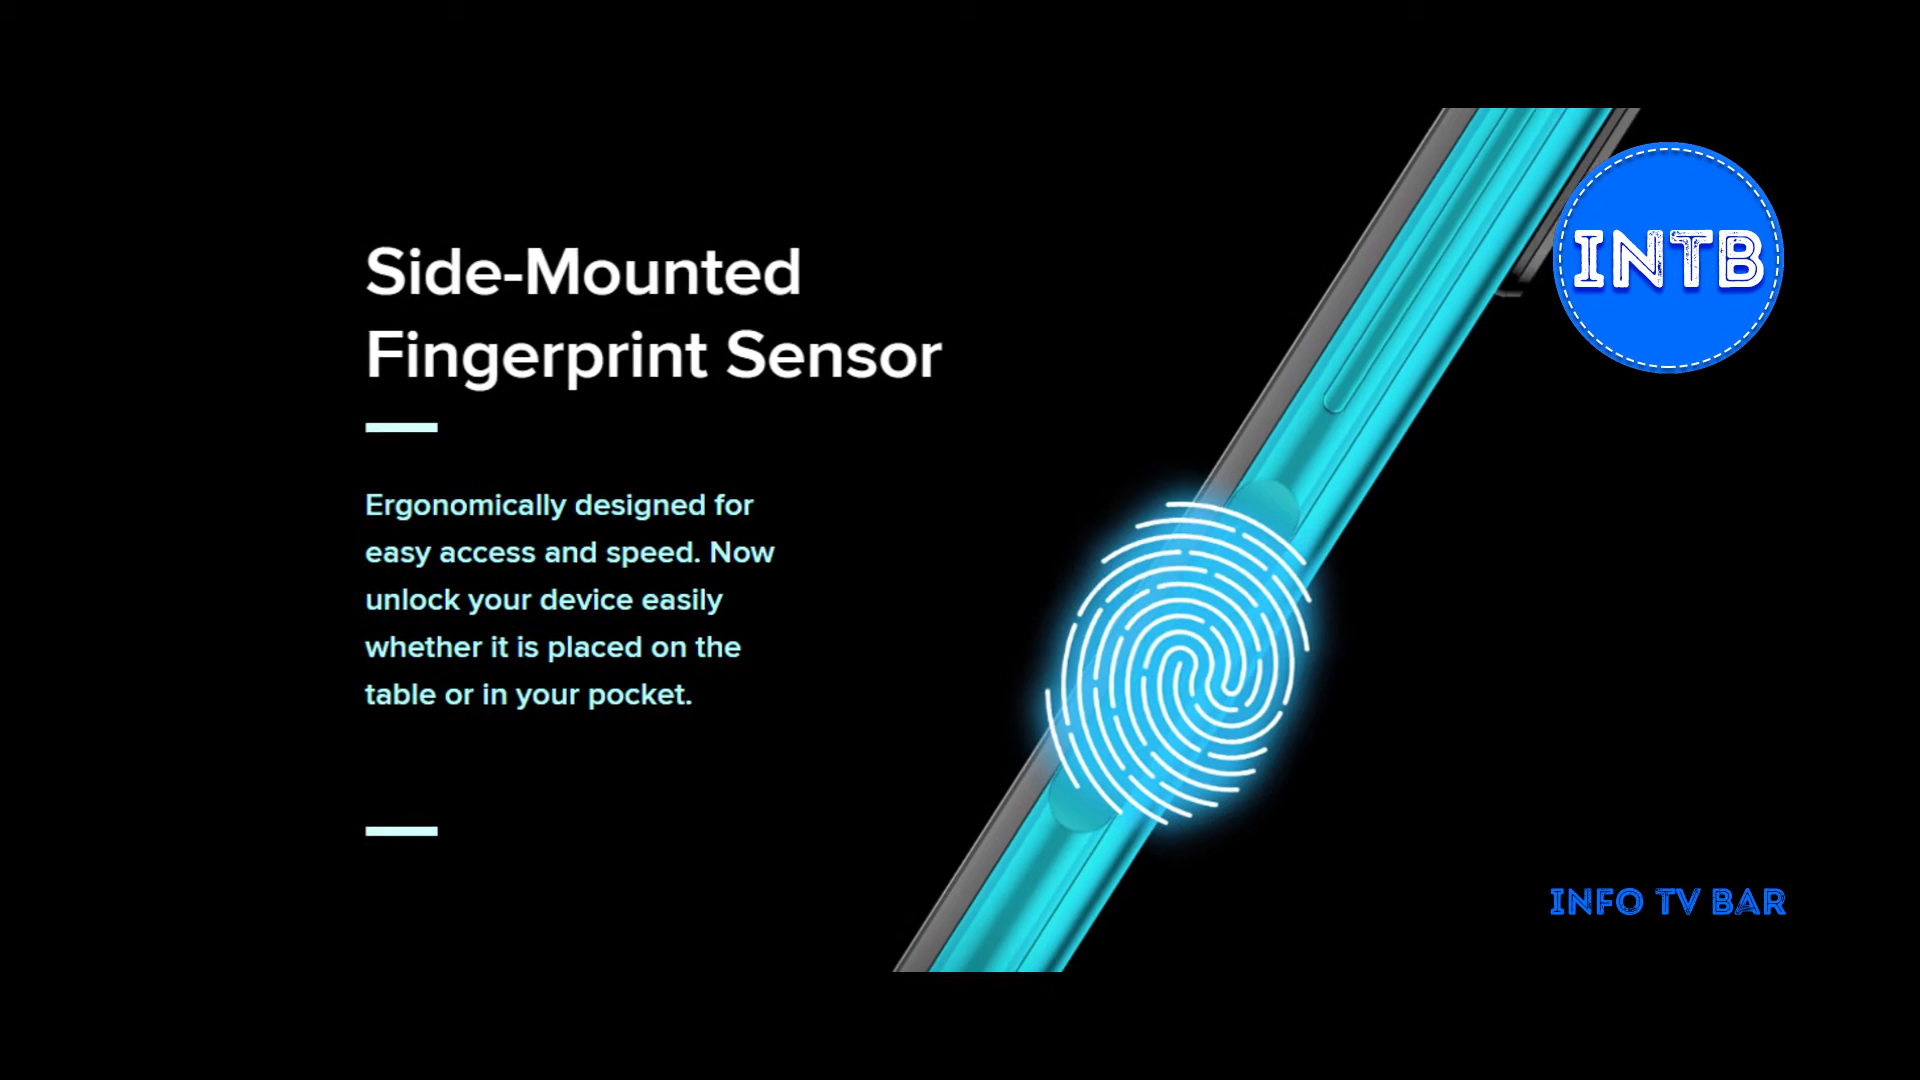 Side-Mounted
Fingerprint Sensor
Ergonomically designed for
easy access and speed. Now
unlock your device easily
whether it is placed on the
table or in your pocket.
INTB
INFO TV BAR